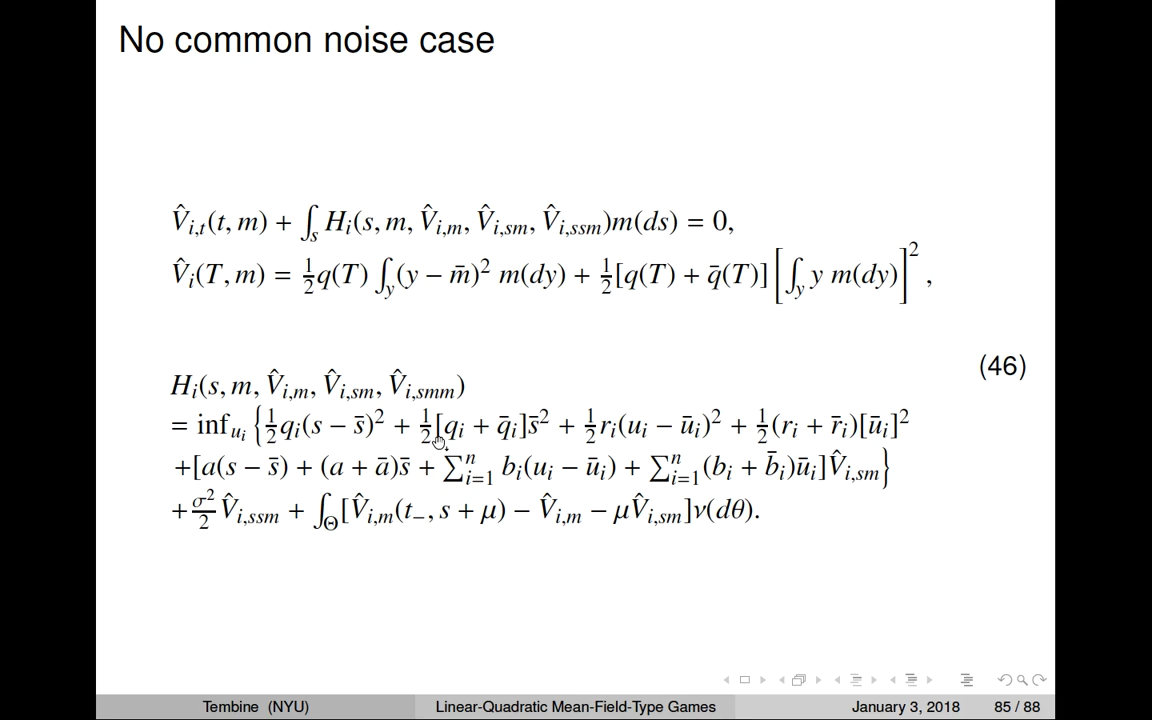 No common noise case
V̂_{i,t}(t, m) + ∫_s H_i(s, m, V̂_{i,m}, V̂_{i,sm}, V̂_{i,ssm})m(ds) = 0,
V̂_i(T, m) = ½q(T) ∫_y (y − m̄)² m(dy) + ½[q(T) + q̄(T)] [∫_y y m(dy)]²,
H_i(s, m, V̂_{i,m}, V̂_{i,sm}, V̂_{i,smm})
(46)
= inf_{u_i} {½q_i(s − s̄)² + ½[q_i + q̄_i]s̄² + ½r_i(u_i − ū_i)² + ½(r_i + r̄_i)[ū_i]²
+[a(s − s̄) + (a + ā)s̄ + ∑_{i=1}^{n} b_i(u_i − ū_i) + ∑_{i=1}^{n}(b_i + b̄_i)ū_i]V̂_{i,sm}}
+σ²/2 V̂_{i,ssm} + ∫_Θ[V̂_{i,m}(t_−, s + μ) − V̂_{i,m} − μV̂_{i,sm}]ν(dθ).
Tembine (NYU) Linear-Quadratic Mean-Field-Type Games January 3, 2018 85 / 88